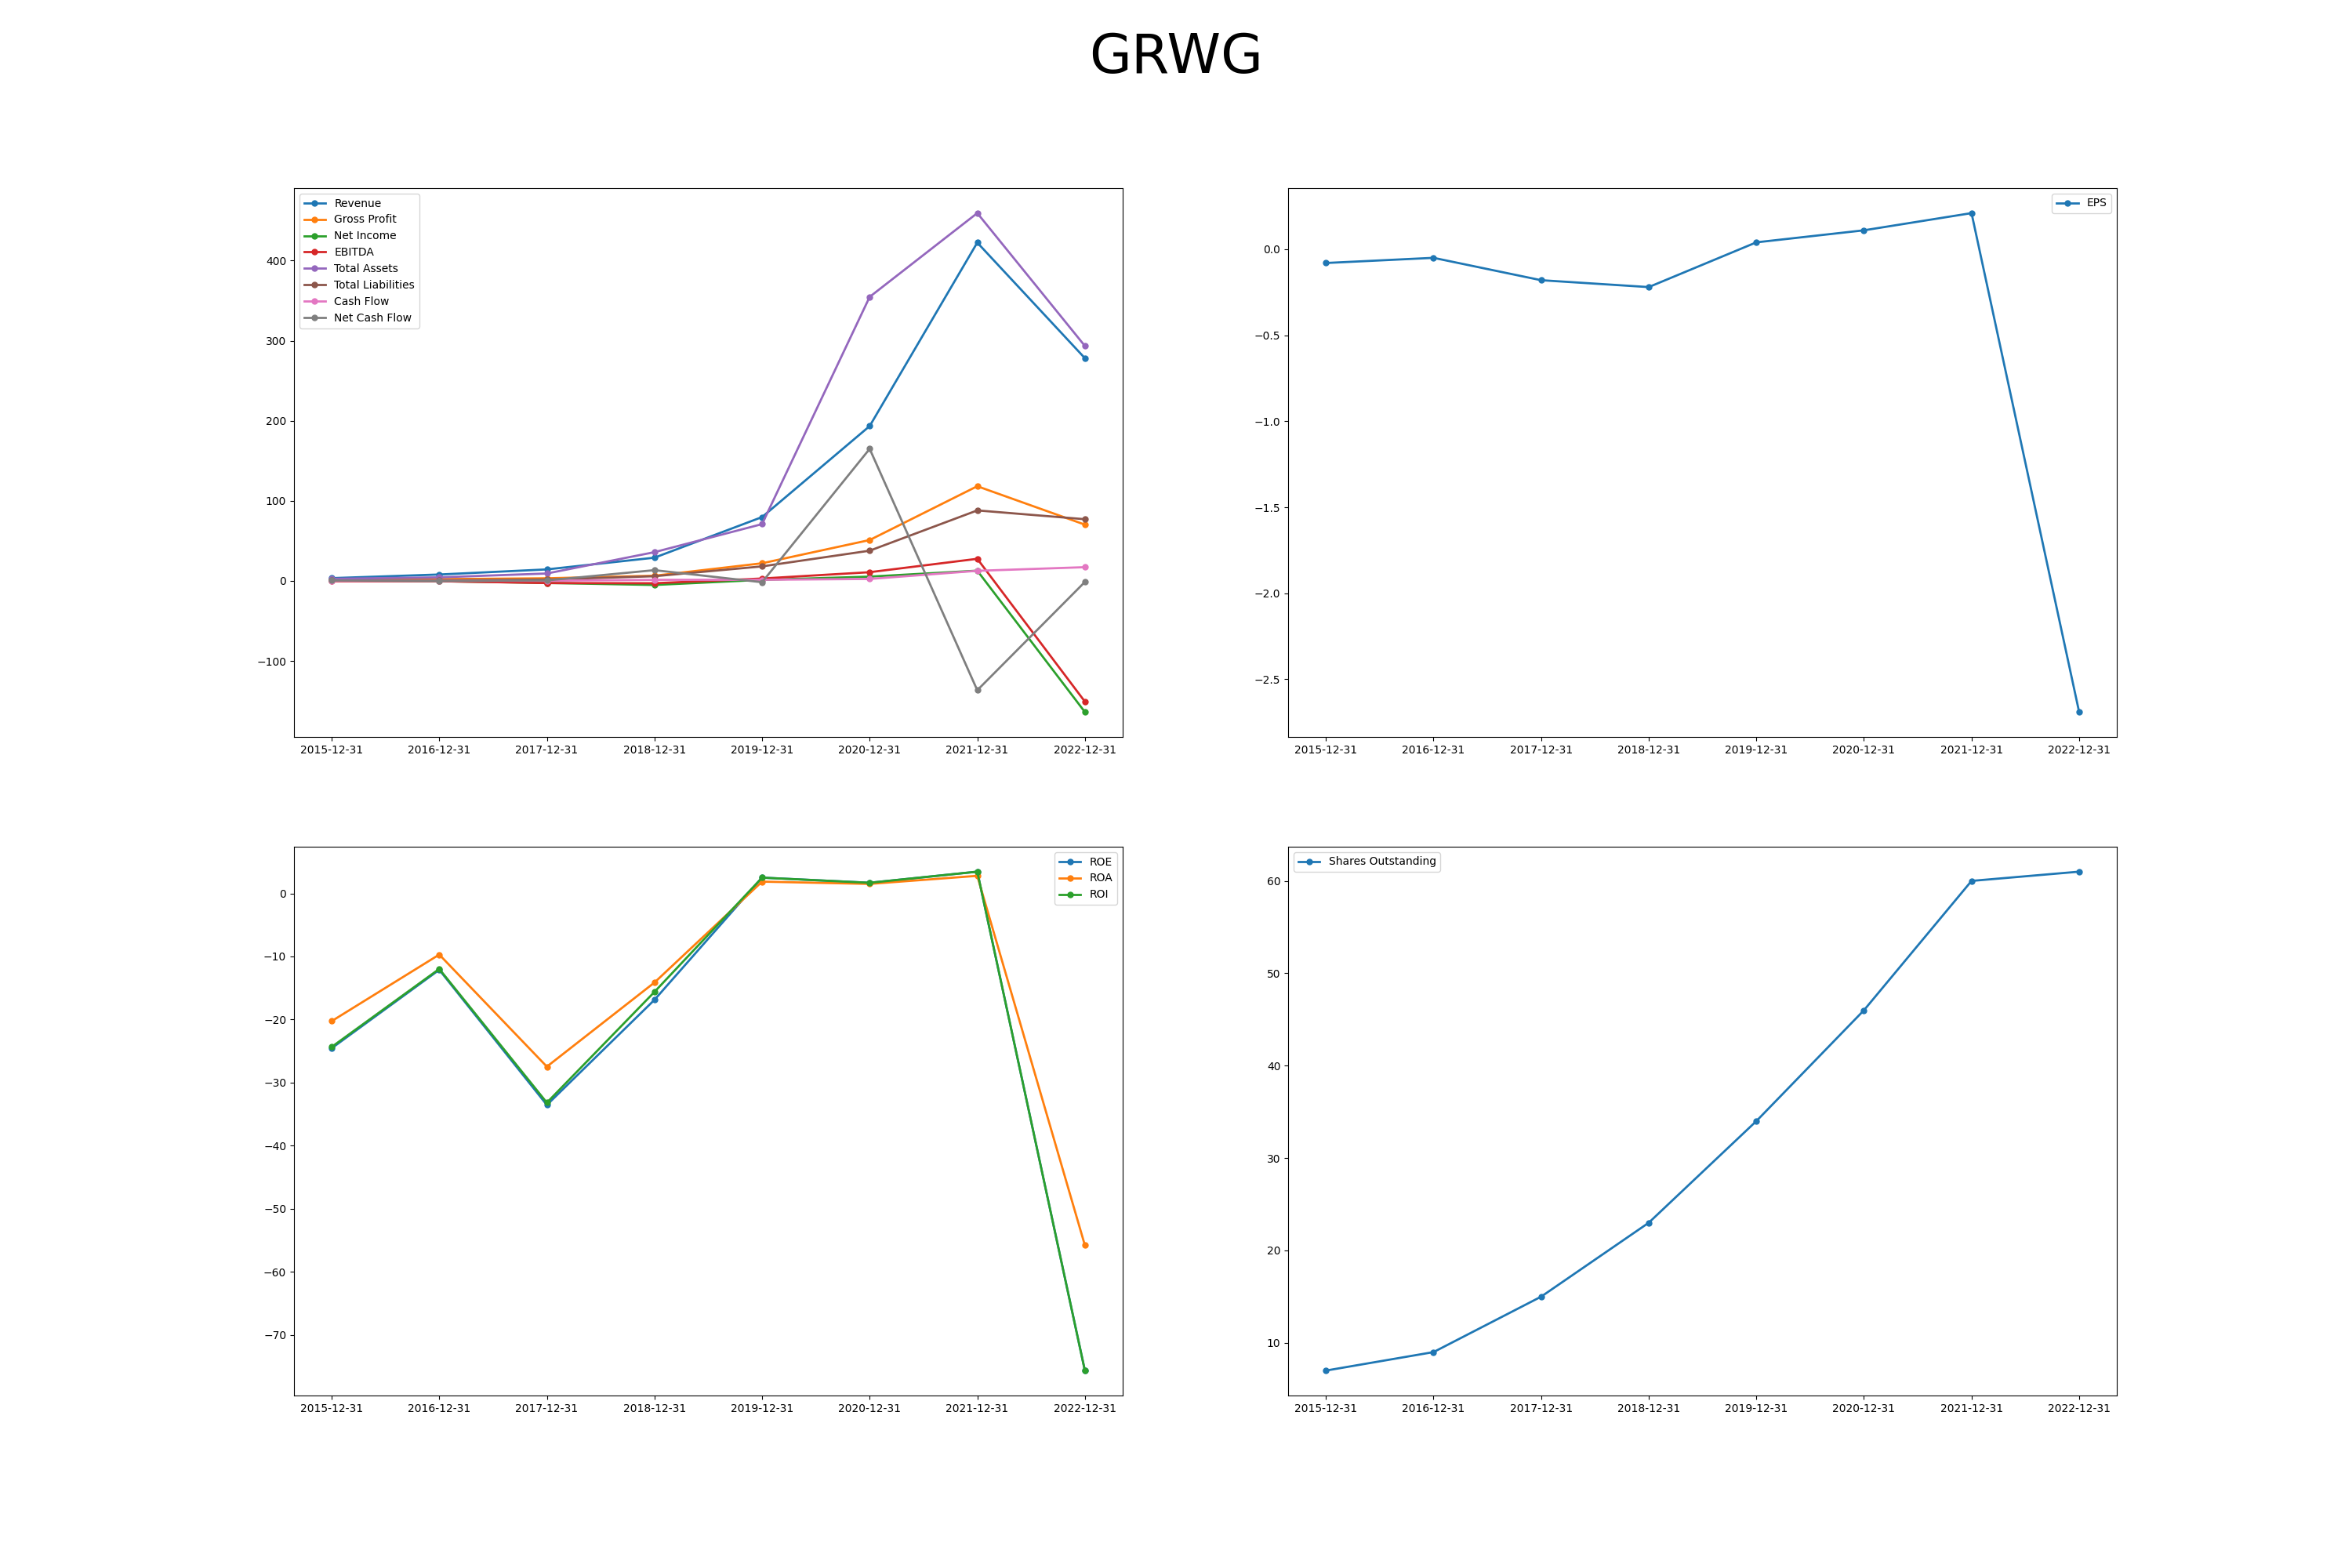 GRWG
Revenue
Gross Profit
Net Income
EBITDA
Total Assets
Total Liabilities
Cash Flow
Net Cash Flow
400
300
200
100
0
−100
2015-12-31 2016-12-31 2017-12-31 2018-12-31 2019-12-31 2020-12-31 2021-12-31 2022-12-31
EPS
0.0
−0.5
−1.0
−1.5
−2.0
−2.5
2015-12-31 2016-12-31 2017-12-31 2018-12-31 2019-12-31 2020-12-31 2021-12-31 2022-12-31
ROE
ROA
ROI
0
−10
−20
−30
−40
−50
−60
−70
2015-12-31 2016-12-31 2017-12-31 2018-12-31 2019-12-31 2020-12-31 2021-12-31 2022-12-31
Shares Outstanding
60
50
40
30
20
10
2015-12-31 2016-12-31 2017-12-31 2018-12-31 2019-12-31 2020-12-31 2021-12-31 2022-12-31